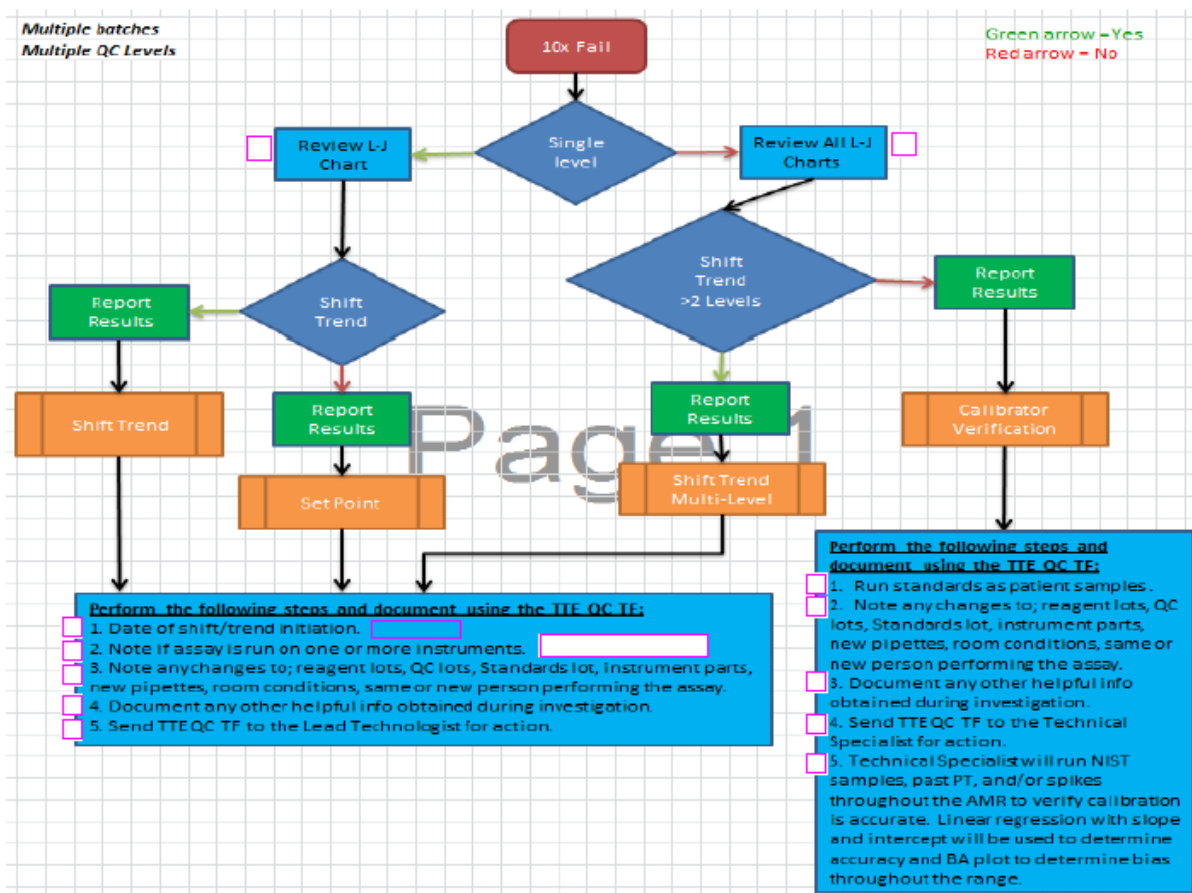 Multiple batches
Multiple QC Levels
Green arrow =Yes
Red arrow = No
10x Fail
Single
level
Review L-J
Chart
Review All L-J
Charts
Shift
Trend
Shift
Trend
>2 Levels
Report
Results
Report
Results
Report
Results
Report
Results
Shift Trend
Set Point
Shift Trend
Multi-Level
Calibrator
Verification
Page 1
Perform the following steps and document using the TTE QC TF:
1. Date of shift/trend initiation.
2. Note if assay is run on one or more instruments.
3. Note any changes to; reagent lots, QC lots, Standards lot, instrument parts,
new pipettes, room conditions, same or new person performing the assay.
4. Document any other helpful info obtained during investigation.
5. Send TTE QC TF to the Lead Technologist for action.
Perform the following steps and
document using the TTE QC TF:
1. Run standards as patient samples.
2. Note any changes to; reagent lots, QC
lots, Standards lot, instrument parts,
new pipettes, room conditions, same or
new person performing the assay.
3. Document any other helpful info
obtained during investigation.
4. Send TTE QC TF to the Technical
Specialist for action.
5. Technical Specialist will run NIST
samples, past PT, and/or spikes
throughout the AMR to verify calibration
is accurate. Linear regression with slope
and intercept will be used to determine
accuracy and BA plot to determine bias
throughout the range.